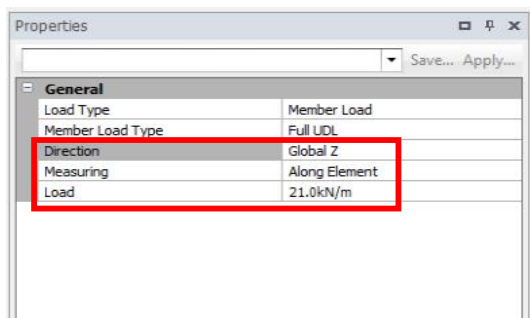 Properties
Save... Apply...
General
Load Type Member Load
Member Load Type Full UDL
Direction Global Z
Measuring Along Element
Load 21.0kN/m